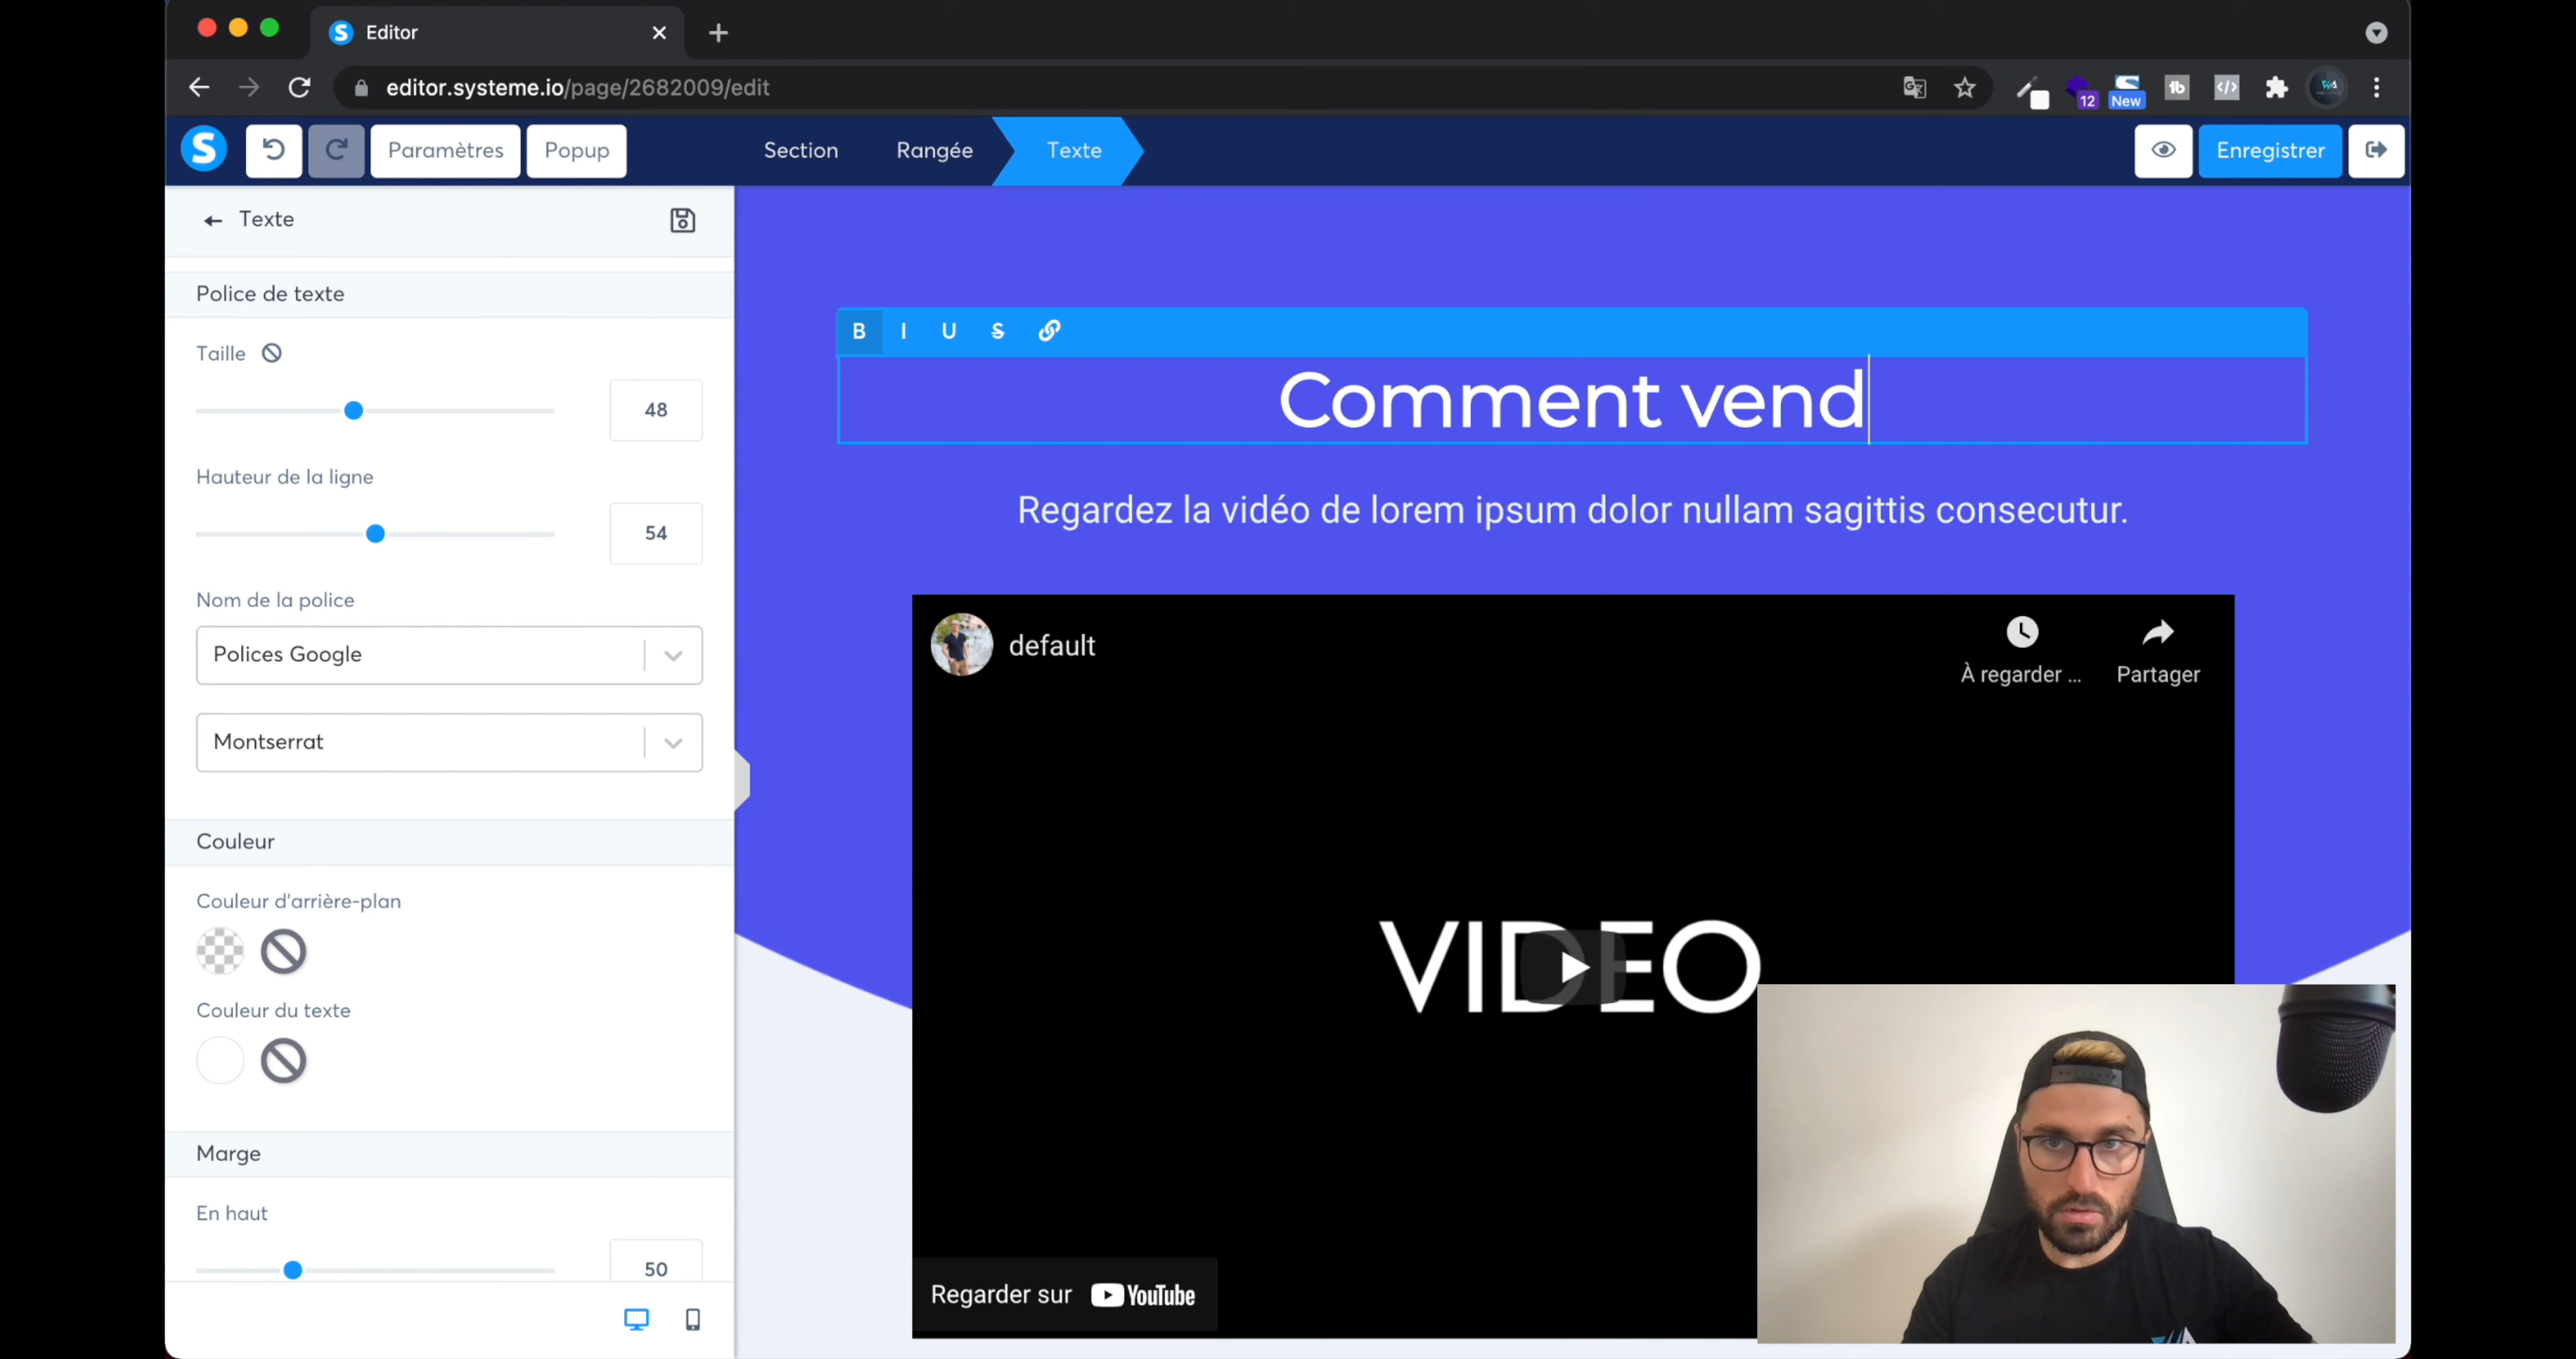 Editor
editor.systeme.io/page/2682009/edit
12
New
tb
</>
WA
S
Paramètres
Popup
Section
Rangée
Texte
Enregistrer
Texte
Police de texte
Taille
48
Hauteur de la ligne
54
Nom de la police
Polices Google
Montserrat
Couleur
Couleur d'arrière-plan
Couleur du texte
Marge
En haut
50
B I U S
Comment vend
Regardez la vidéo de lorem ipsum dolor nullam sagittis consecutur.
default
À regarder ...
Partager
VIDEO
Regarder sur YouTube